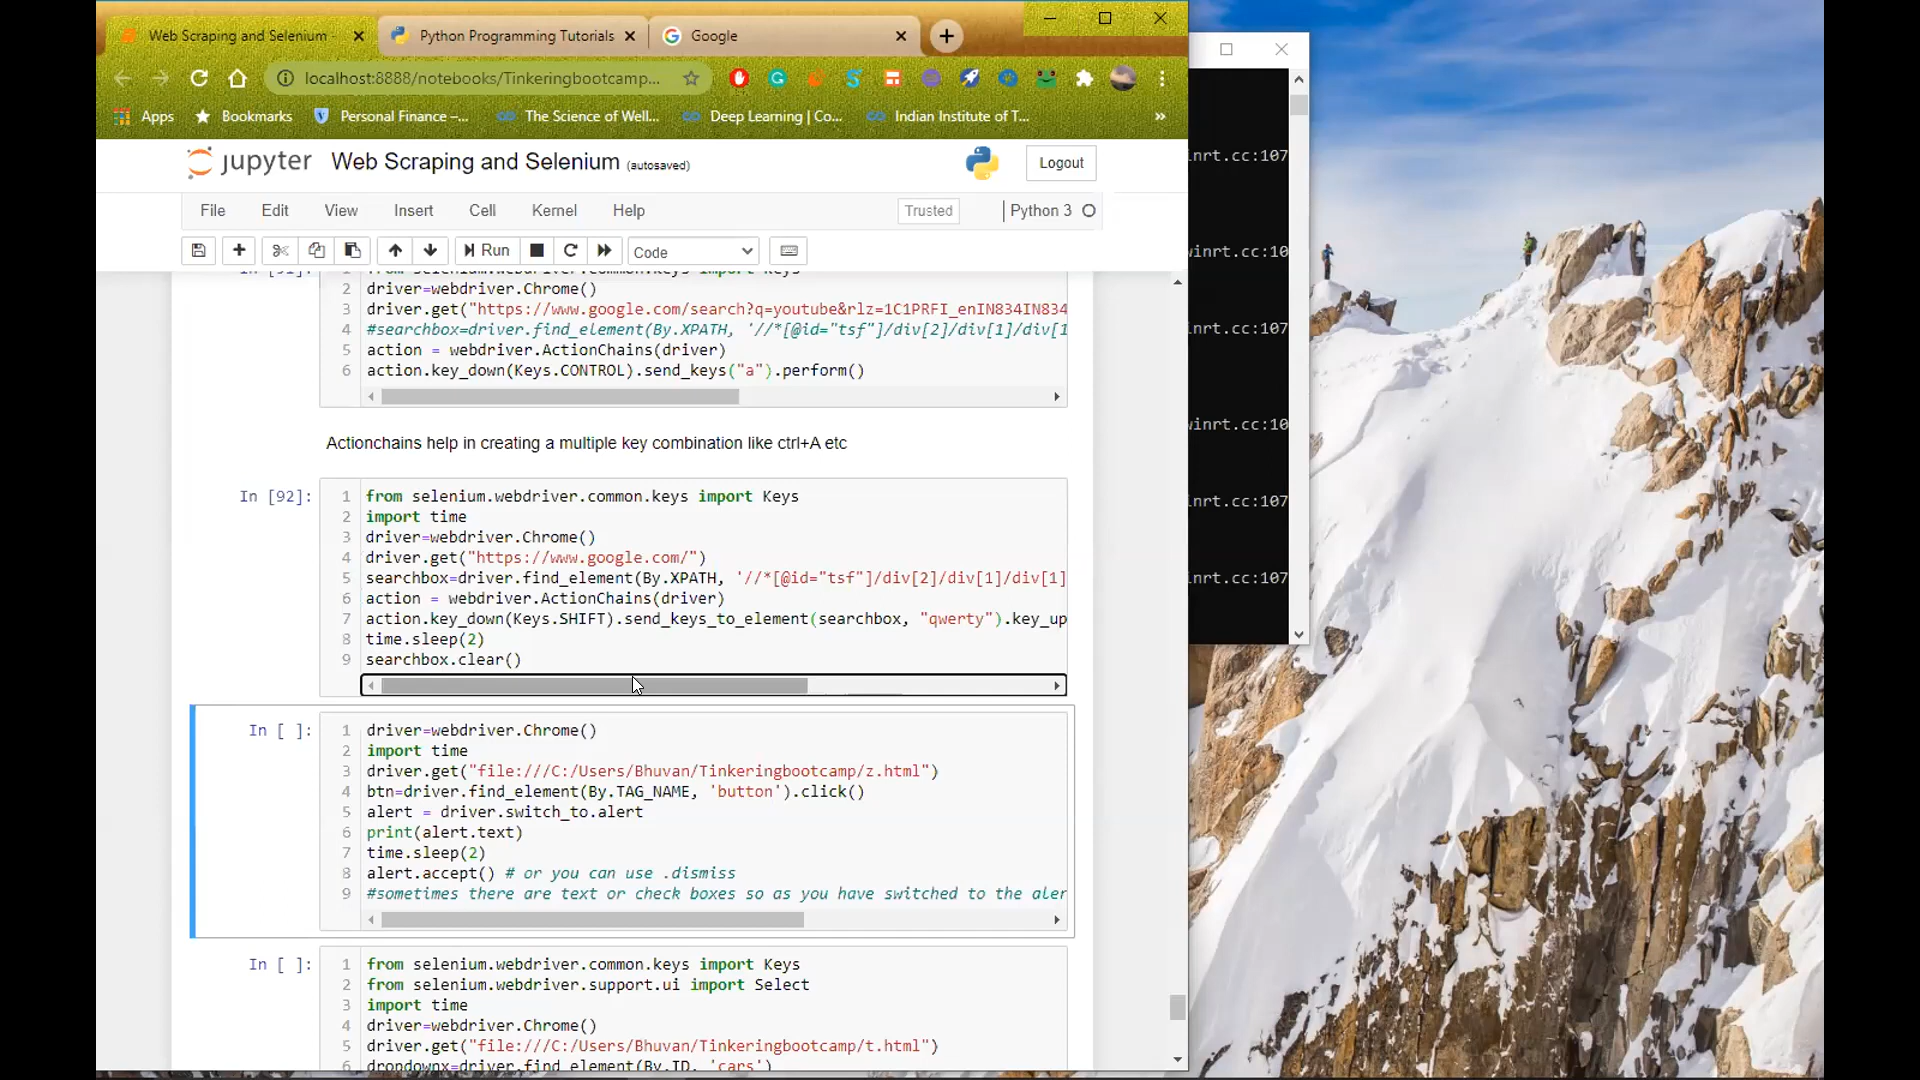 Web Scraping and Selenium -
Python Programming Tutorials
Google
localhost:8888/notebooks/Tinkeringbootcamp...
Apps
Bookmarks
Personal Finance –...
The Science of Well...
Deep Learning | Co...
Indian Institute of T...
»
jupyter Web Scraping and Selenium (autosaved)
Logout
File Edit View Insert Cell Kernel Help
Trusted
Python 3
Run
Code
2 driver=webdriver.Chrome()
3 driver.get("https://www.google.com/search?q=youtube&rlz=1C1PRFI_enIN834IN834
4 #searchbox=driver.find_element(By.XPATH, '//*[@id="tsf"]/div[2]/div[1]/div[1
5 action = webdriver.ActionChains(driver)
6 action.key_down(Keys.CONTROL).send_keys("a").perform()
Actionchains help in creating a multiple key combination like ctrl+A etc
In [92]:
1 from selenium.webdriver.common.keys import Keys
2 import time
3 driver=webdriver.Chrome()
4 driver.get("https://www.google.com/")
5 searchbox=driver.find_element(By.XPATH, '//*[@id="tsf"]/div[2]/div[1]/div[1]
6 action = webdriver.ActionChains(driver)
7 action.key_down(Keys.SHIFT).send_keys_to_element(searchbox, "qwerty").key_up
8 time.sleep(2)
9 searchbox.clear()
In [ ]:
1 driver=webdriver.Chrome()
2 import time
3 driver.get("file:///C:/Users/Bhuvan/Tinkeringbootcamp/z.html")
4 btn=driver.find_element(By.TAG_NAME, 'button').click()
5 alert = driver.switch_to.alert
6 print(alert.text)
7 time.sleep(2)
8 alert.accept() # or you can use .dismiss
9 #sometimes there are text or check boxes so as you have switched to the aler
In [ ]:
1 from selenium.webdriver.common.keys import Keys
2 from selenium.webdriver.support.ui import Select
3 import time
4 driver=webdriver.Chrome()
5 driver.get("file:///C:/Users/Bhuvan/Tinkeringbootcamp/t.html")
6 dropdownx=driver.find_element(By.ID, 'cars')
inrt.cc:107
winrt.cc:10
inrt.cc:107
winrt.cc:10
inrt.cc:107
inrt.cc:107